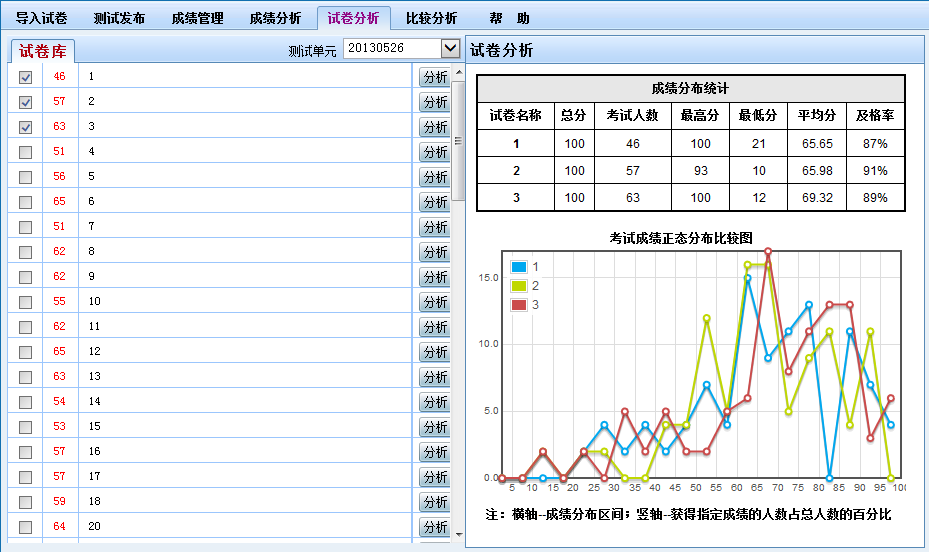 导入试卷 测试发布 成绩管理 成绩分析 试卷分析 比较分析 帮 助
试卷库 测试单元 20130526
46 1 分析
57 2 分析
63 3 分析
51 4 分析
56 5 分析
65 6 分析
51 7 分析
62 8 分析
62 9 分析
55 10 分析
62 11 分析
65 12 分析
63 13 分析
54 14 分析
53 15 分析
57 16 分析
57 17 分析
59 18 分析
64 20 分析
试卷分析
成绩分布统计
试卷名称 总分 考试人数 最高分 最低分 平均分 及格率
1 100 46 100 21 65.65 87%
2 100 57 93 10 65.98 91%
3 100 63 100 12 69.32 89%
考试成绩正态分布比较图
1
2
3
15.0
10.0
5.0
0.0
5 10 15 20 25 30 35 40 45 50 55 60 65 70 75 80 85 90 95 100
注：横轴--成绩分布区间；竖轴--获得指定成绩的人数占总人数的百分比